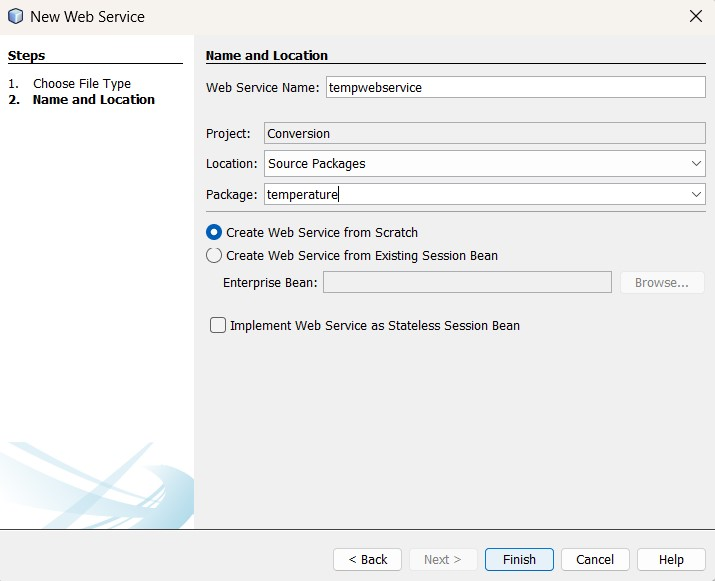 New Web Service
Steps
1. Choose File Type
2. Name and Location
Name and Location
Web Service Name: tempwebservice
Project: Conversion
Location: Source Packages
Package: temperature
Create Web Service from Scratch
Create Web Service from Existing Session Bean
Enterprise Bean: Browse...
Implement Web Service as Stateless Session Bean
< Back Next > Finish Cancel Help